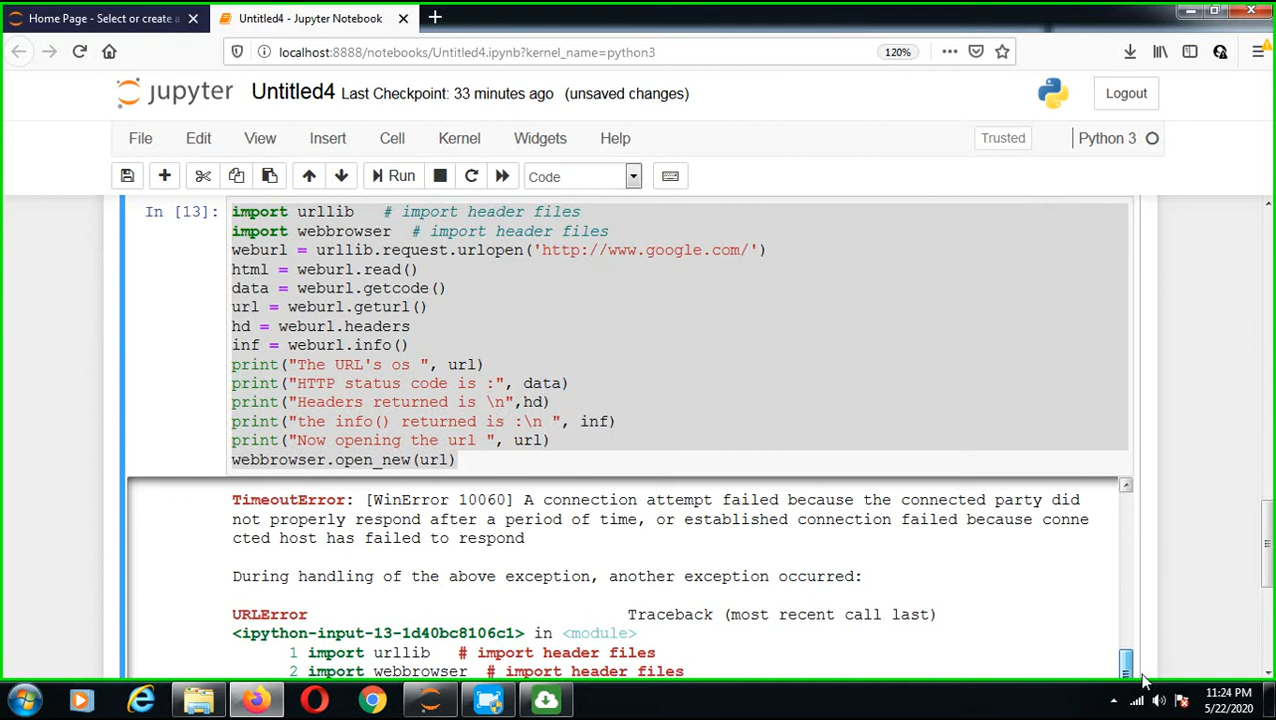 Home Page - Select or create a
Untitled4 - Jupyter Notebook
localhost:8888/notebooks/Untitled4.ipynb?kernel_name=python3
120%
jupyter Untitled4 Last Checkpoint: 33 minutes ago (unsaved changes)
Logout
File Edit View Insert Cell Kernel Widgets Help
Trusted
Python 3
Run
Code
In [13]: import urllib # import header files
import webbrowser # import header files
weburl = urllib.request.urlopen('http://www.google.com/')
html = weburl.read()
data = weburl.getcode()
url = weburl.geturl()
hd = weburl.headers
inf = weburl.info()
print("The URL's os ", url)
print("HTTP status code is :", data)
print("Headers returned is \n",hd)
print("the info() returned is :\n ", inf)
print("Now opening the url ", url)
webbrowser.open_new(url)
TimeoutError: [WinError 10060] A connection attempt failed because the connected party did
not properly respond after a period of time, or established connection failed because conne
cted host has failed to respond
During handling of the above exception, another exception occurred:
URLError Traceback (most recent call last)
<ipython-input-13-1d40bc8106c1> in <module>
1 import urllib # import header files
2 import webbrowser # import header files
11:24 PM
5/22/2020